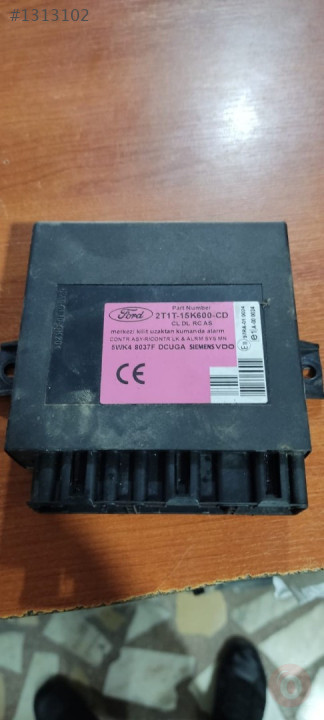 #1313102
Ford
Part Number
2T1T-15K600-CD
CL DL RC AS
merkezi kilit uzaktan kumanda alarm
CONTR ASY-R/CONTR LK & ALRM SYS MN
5WK4 8037F DCUGA SIEMENS VDO
CE